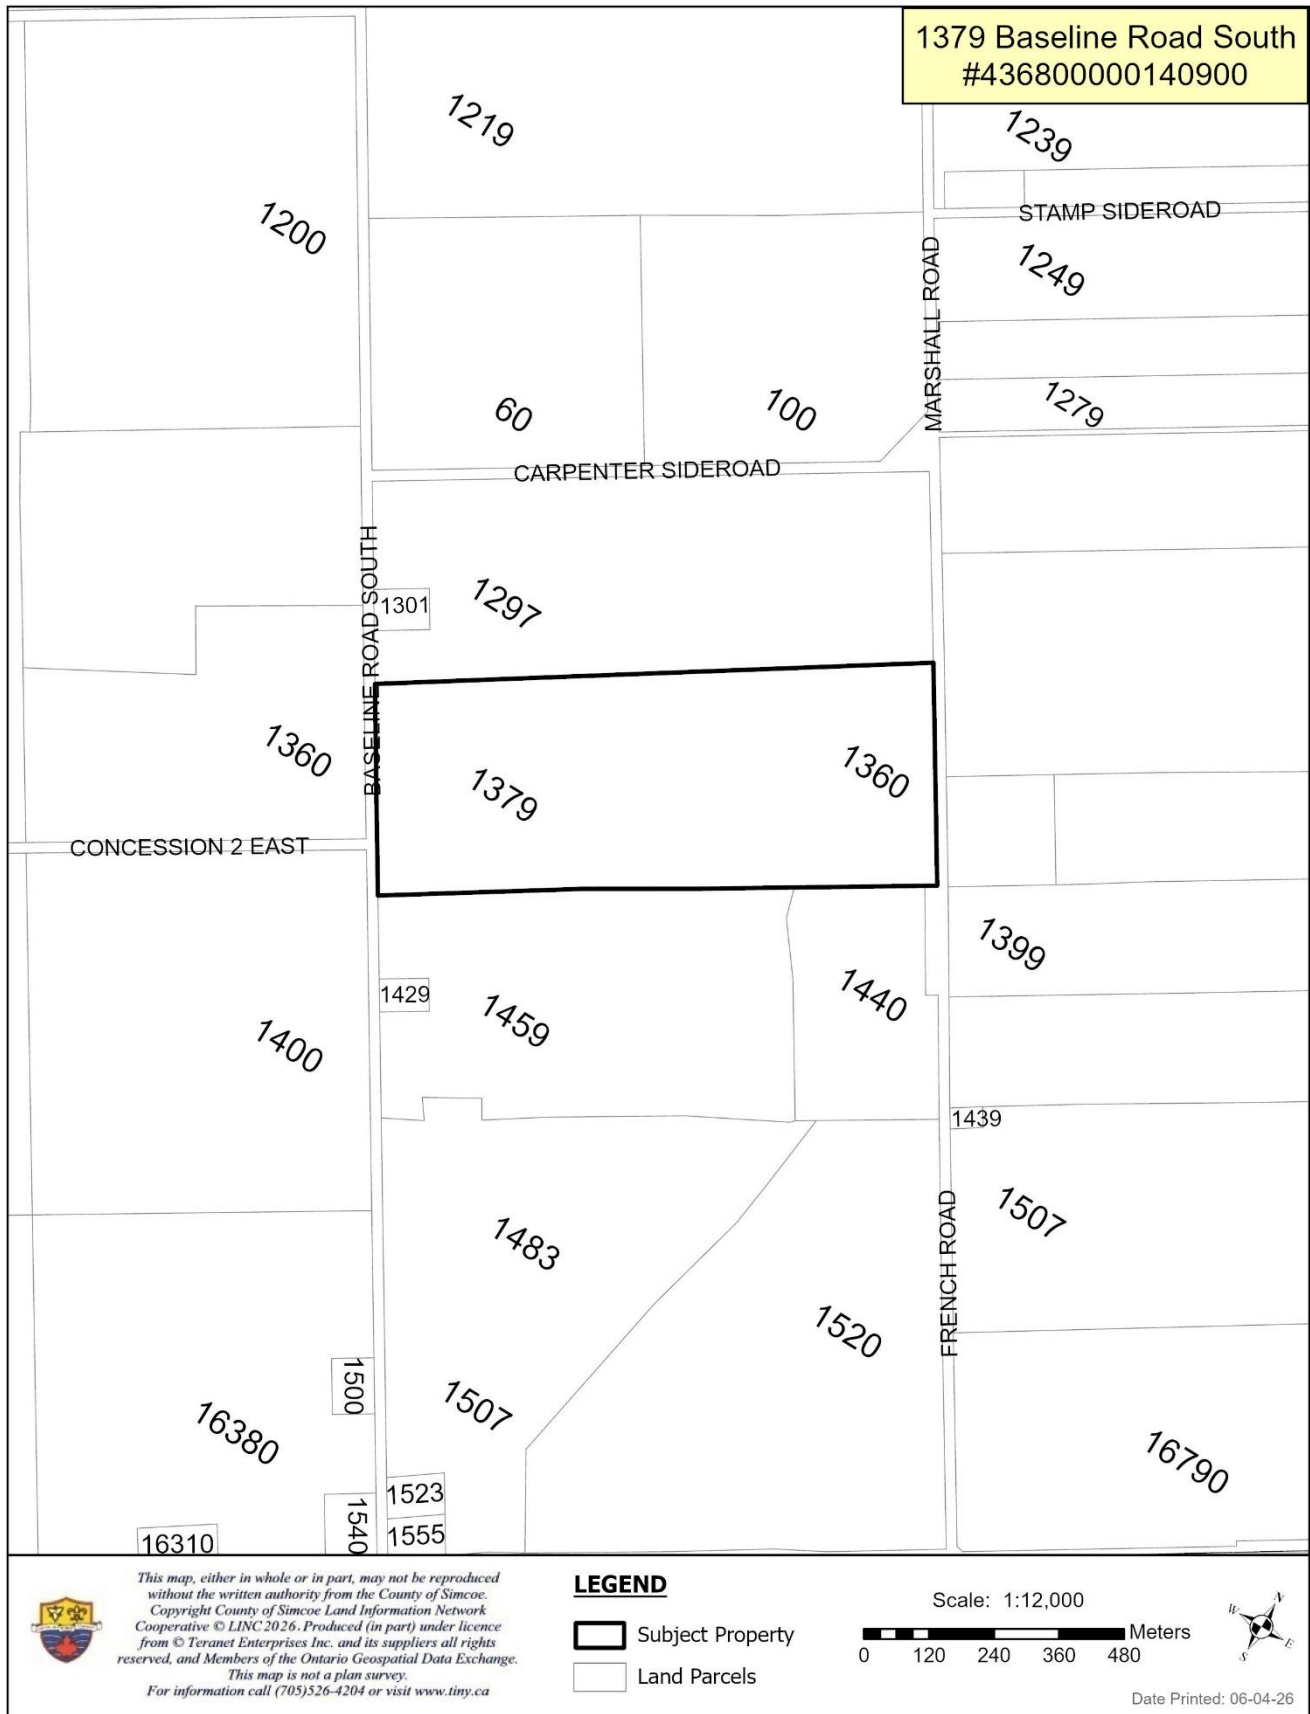 1379 Baseline Road South
#436800000140900
1219
1239
1200
STAMP SIDEROAD
1249
MARSHALL ROAD
60
100
1279
CARPENTER SIDEROAD
BASELINE ROAD SOUTH
1301
1297
1360
1379
1360
CONCESSION 2 EAST
1399
1429
1459
1440
1400
1439
1483
FRENCH ROAD
1507
1520
1500
1507
16380
16790
1523
1540
1555
16310
This map, either in whole or in part, may not be reproduced
without the written authority from the County of Simcoe.
Copyright County of Simcoe Land Information Network
Cooperative © LINC 2026. Produced (in part) under licence
from © Teranet Enterprises Inc. and its suppliers all rights
reserved, and Members of the Ontario Geospatial Data Exchange.
This map is not a plan survey.
For information call (705)526-4204 or visit www.tiny.ca
LEGEND
Subject Property
Land Parcels
Scale: 1:12,000
Meters
0 120 240 360 480
N
W
E
S
Date Printed: 06-04-26